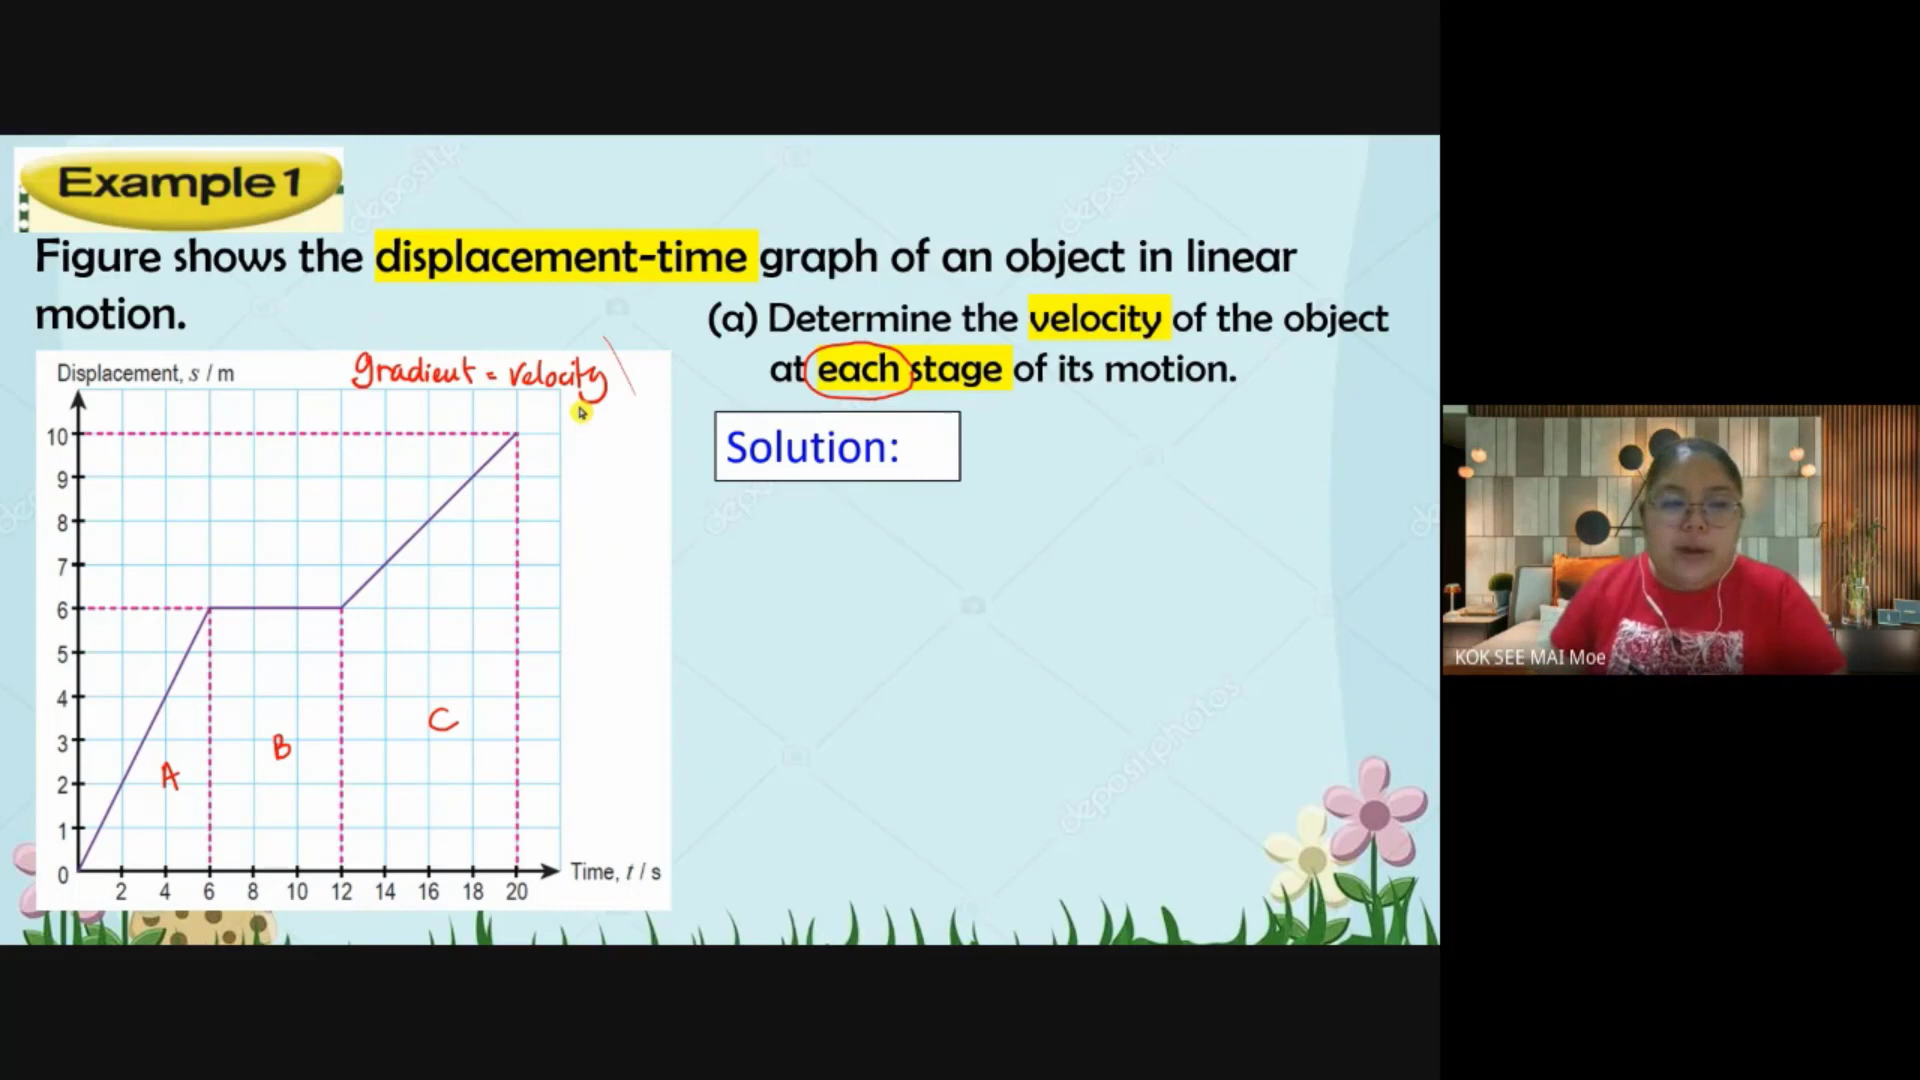 Example 1
Figure shows the displacement-time graph of an object in linear
motion.
(a) Determine the velocity of the object
at each stage of its motion.
Displacement, s / m
gradient = velocity
Solution:
10
9
8
7
6
5
4
3
2
1
0
A
B
C
2 4 6 8 10 12 14 16 18 20
Time, t / s
KOK SEE MAI Moe
depositphotos